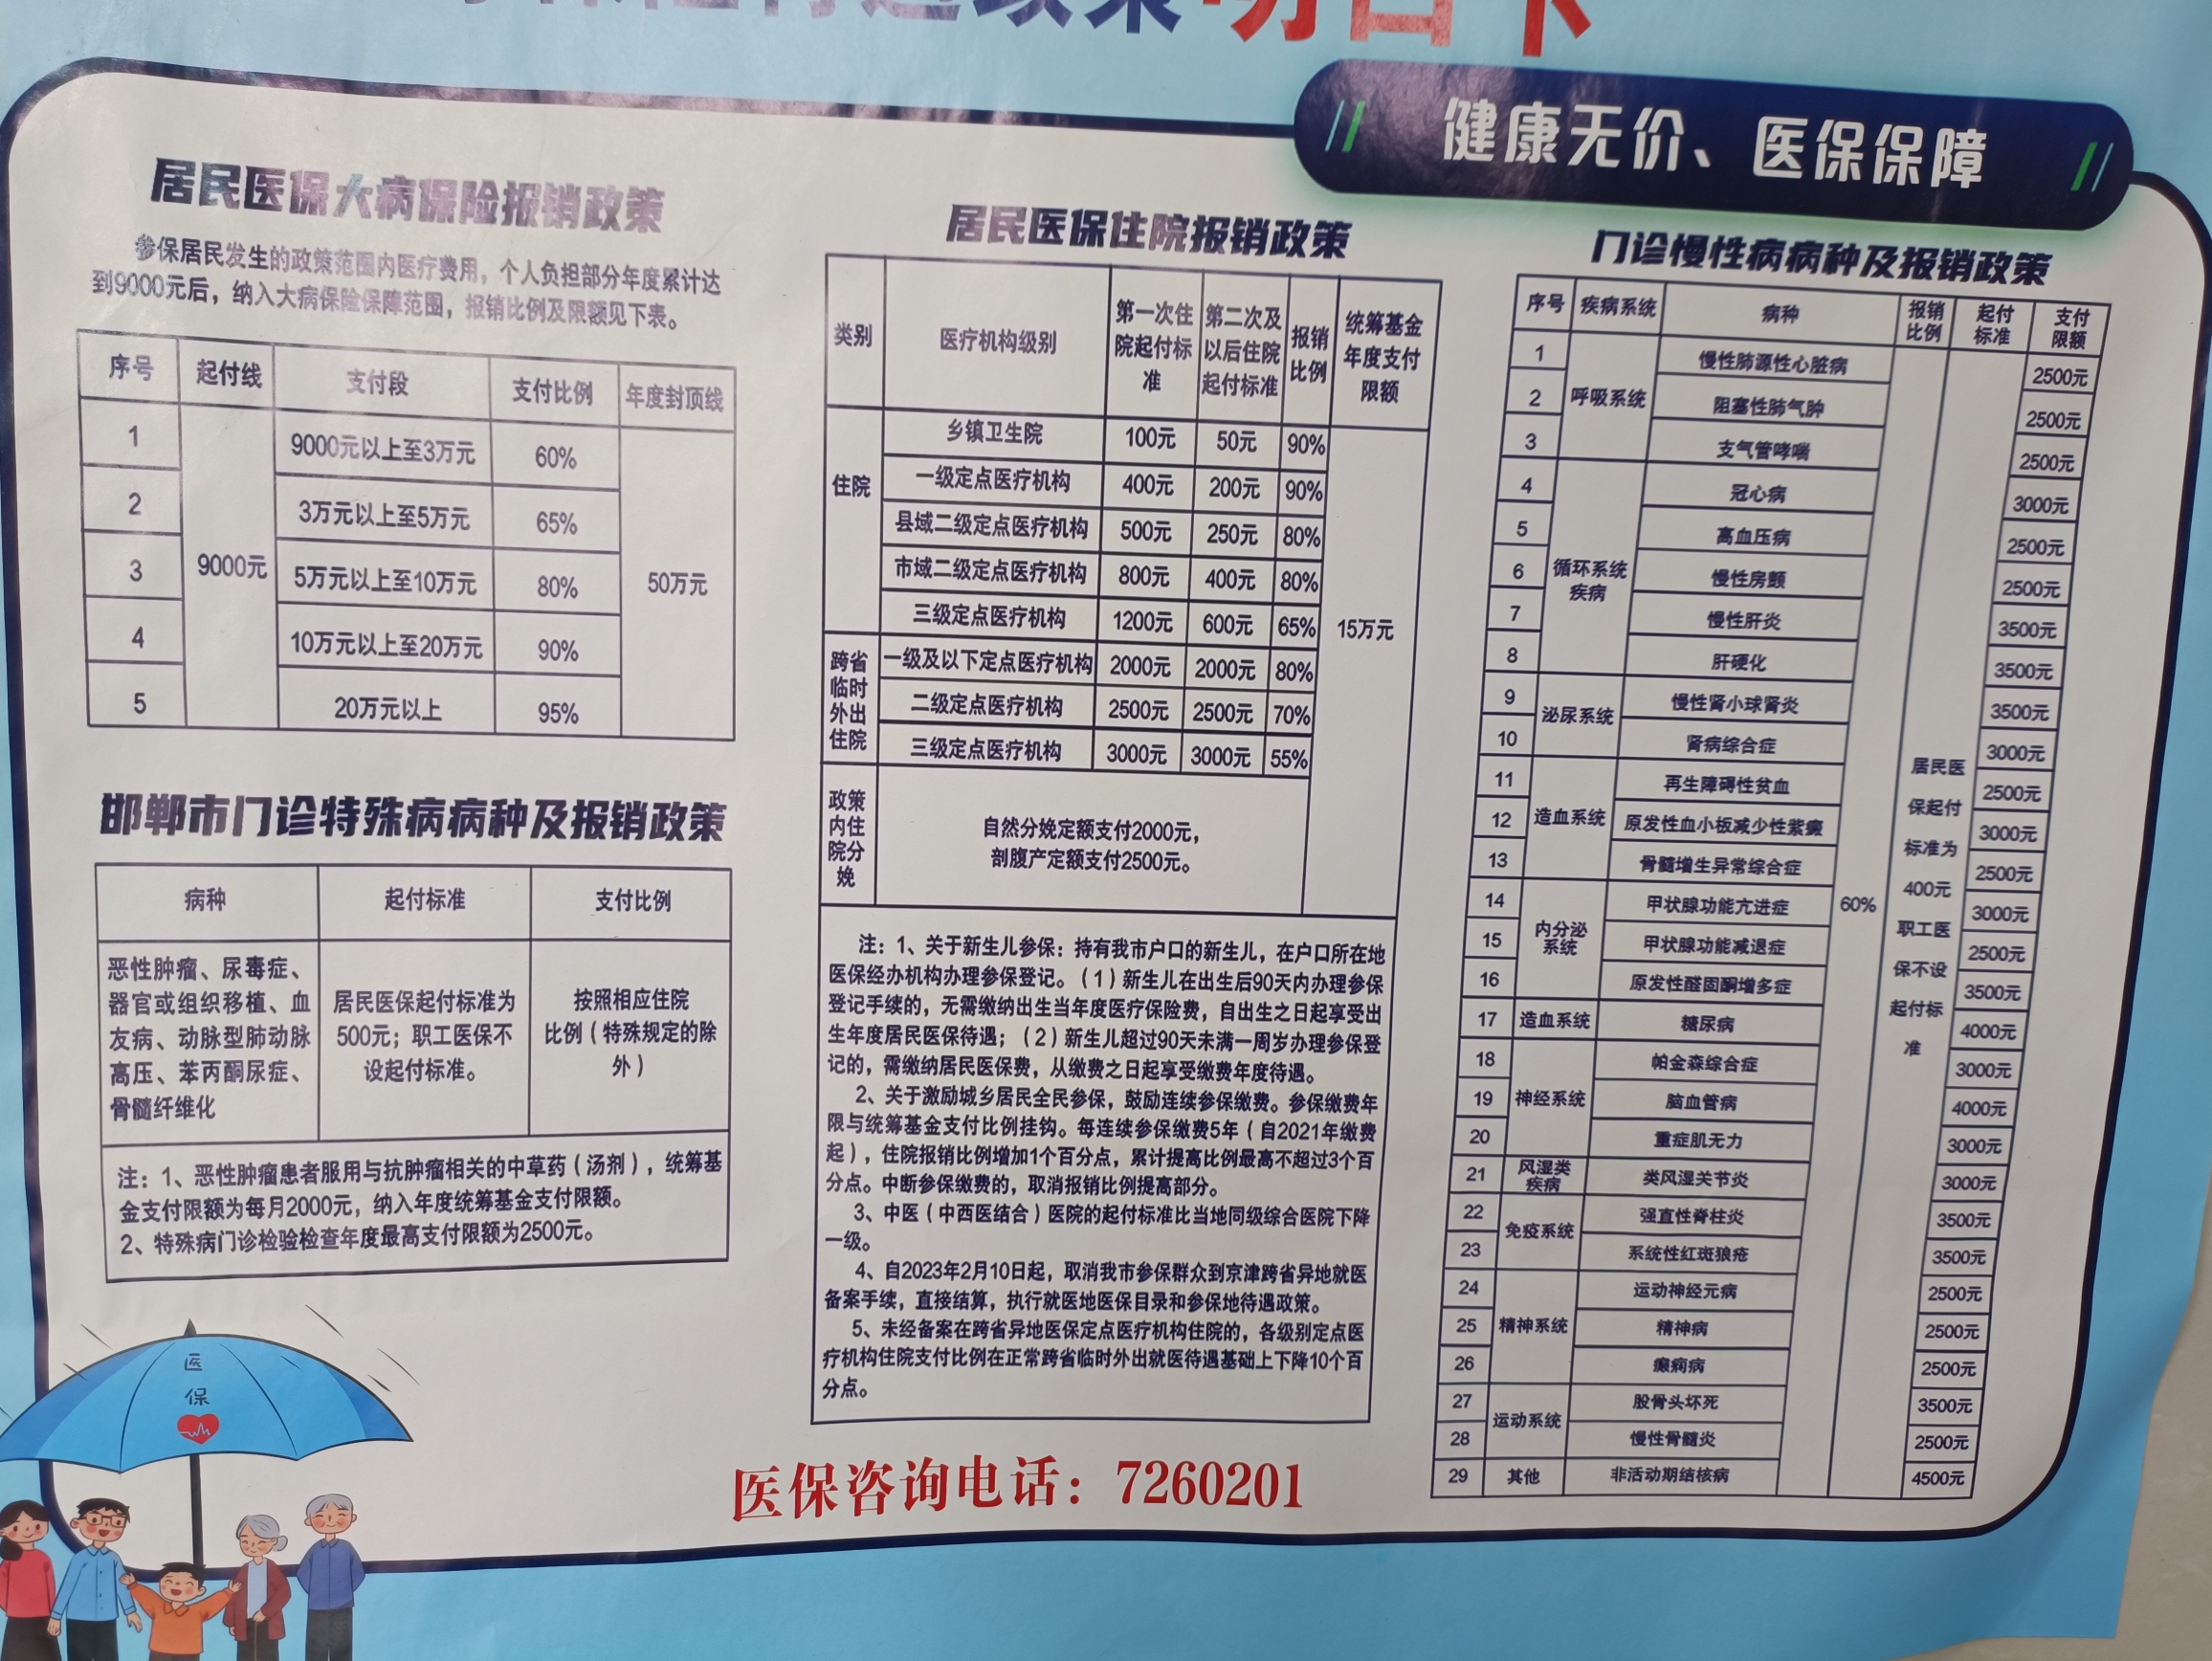 待遇政策明白卡
健康无价、医保保障
居民医保大病保险报销政策
参保居民发生的政策范围内医疗费用，个人负担部分年度累计达
到9000元后，纳入大病保险保障范围，报销比例及限额见下表。
序号 起付线 支付段 支付比例 年度封顶线
1 9000元以上至3万元 60%
2 3万元以上至5万元 65%
3 9000元 5万元以上至10万元 80% 50万元
4 10万元以上至20万元 90%
5 20万元以上 95%
邯郸市门诊特殊病病种及报销政策
病种 起付标准 支付比例
恶性肿瘤、尿毒症、
器官或组织移植、血
友病、动脉型肺动脉
高压、苯丙酮尿症、
骨髓纤维化
居民医保起付标准为
500元；职工医保不
设起付标准。
按照相应住院
比例（特殊规定的除
外）
注：1、恶性肿瘤患者服用与抗肿瘤相关的中草药（汤剂），统筹基
金支付限额为每月2000元，纳入年度统筹基金支付限额。
2、特殊病门诊检验检查年度最高支付限额为2500元。
医
保
居民医保住院报销政策
类别 医疗机构级别 第一次住院起付标准 第二次及以后住院起付标准 报销比例 统筹基金年度支付限额
住院
乡镇卫生院 100元 50元 90%
一级定点医疗机构 400元 200元 90%
县域二级定点医疗机构 500元 250元 80%
市域二级定点医疗机构 800元 400元 80%
三级定点医疗机构 1200元 600元 65%
15万元
跨省
临时
外出
住院
一级及以下定点医疗机构 2000元 2000元 80%
二级定点医疗机构 2500元 2500元 70%
三级定点医疗机构 3000元 3000元 55%
政策
内住
院分
娩
自然分娩定额支付2000元，
剖腹产定额支付2500元。
注：1、关于新生儿参保：持有我市户口的新生儿，在户口所在地
医保经办机构办理参保登记。（1）新生儿在出生后90天内办理参保
登记手续的，无需缴纳出生当年度医疗保险费，自出生之日起享受出
生年度居民医保待遇；（2）新生儿超过90天未满一周岁办理参保登
记的，需缴纳居民医保费，从缴费之日起享受缴费年度待遇。
2、关于激励城乡居民全民参保，鼓励连续参保缴费。参保缴费年
限与统筹基金支付比例挂钩。每连续参保缴费5年（自2021年缴费
起），住院报销比例增加1个百分点，累计提高比例最高不超过3个百
分点。中断参保缴费的，取消报销比例提高部分。
3、中医（中西医结合）医院的起付标准比当地同级综合医院下降
一级。
4、自2023年2月10日起，取消我市参保群众到京津跨省异地就医
备案手续，直接结算，执行就医地医保目录和参保地待遇政策。
5、未经备案在跨省异地医保定点医疗机构住院的，各级别定点医
疗机构住院支付比例在正常跨省临时外出就医待遇基础上下降10个百
分点。
医保咨询电话：7260201
门诊慢性病病种及报销政策
序号 疾病系统 病种 报销比例 起付标准 支付限额
1 呼吸系统 慢性肺源性心脏病 2500元
2 阻塞性肺气肿 2500元
3 支气管哮喘 2500元
4 循环系统疾病 冠心病 3000元
5 高血压病 2500元
6 慢性房颤 2500元
7 慢性肝炎 3500元
8 肝硬化 3500元
9 泌尿系统 慢性肾小球肾炎 3500元
10 肾病综合症 3000元
11 造血系统 再生障碍性贫血 2500元
12 原发性血小板减少性紫癜 3000元
13 骨髓增生异常综合症 2500元
14 内分泌系统 甲状腺功能亢进症 3000元
15 甲状腺功能减退症 2500元
16 原发性醛固酮增多症 3500元
17 造血系统 糖尿病 4000元
18 神经系统 帕金森综合症 3000元
19 脑血管病 4000元
20 重症肌无力 3000元
21 风湿类疾病 类风湿关节炎 3000元
22 免疫系统 强直性脊柱炎 3500元
23 系统性红斑狼疮 3500元
24 精神系统 运动神经元病 2500元
25 精神病 2500元
26 癫痫病 2500元
27 运动系统 股骨头坏死 3500元
28 慢性骨髓炎 2500元
29 其他 非活动期结核病 4500元
60%
居民医
保起付
标准为
400元
职工医
保不设
起付标
准